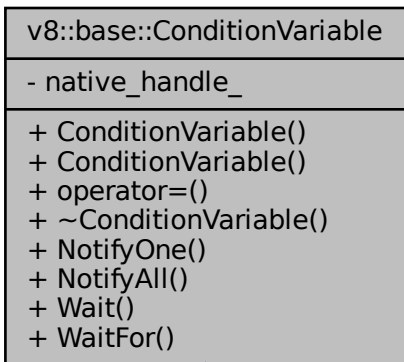 v8::base::ConditionVariable
- native_handle_
+ ConditionVariable()
+ ConditionVariable()
+ operator=()
+ ~ConditionVariable()
+ NotifyOne()
+ NotifyAll()
+ Wait()
+ WaitFor()